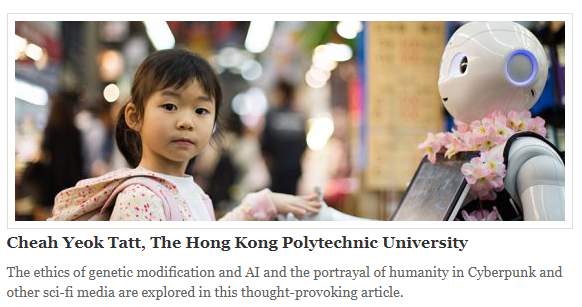 Cheah Yeok Tatt, The Hong Kong Polytechnic University
The ethics of genetic modification and AI and the portrayal of humanity in Cyberpunk and
other sci-fi media are explored in this thought-provoking article.